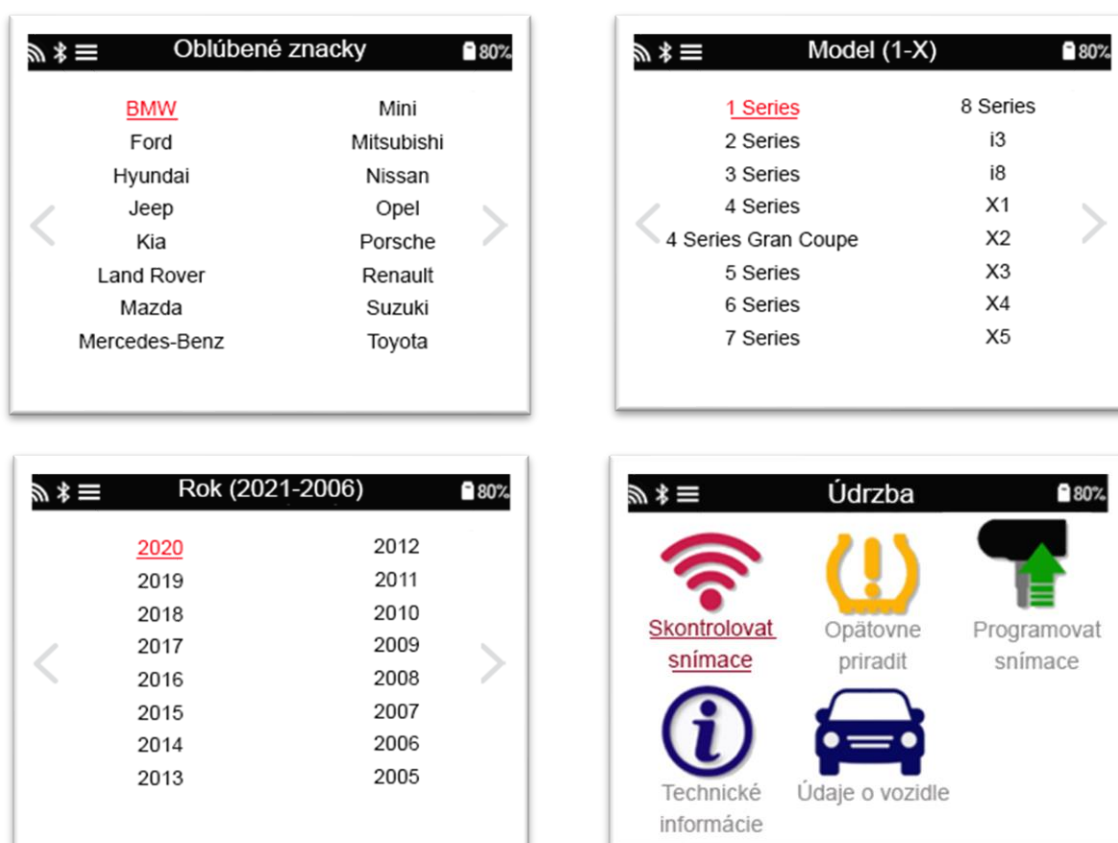 Oblúbené znacky 80%
BMW Mini
Ford Mitsubishi
Hyundai Nissan
Jeep Opel
Kia Porsche
Land Rover Renault
Mazda Suzuki
Mercedes-Benz Toyota
Model (1-X) 80%
1 Series 8 Series
2 Series i3
3 Series i8
4 Series X1
4 Series Gran Coupe X2
5 Series X3
6 Series X4
7 Series X5
Rok (2021-2006) 80%
2020 2012
2019 2011
2018 2010
2017 2009
2016 2008
2015 2007
2014 2006
2013 2005
Údrzba 80%
Skontrolovat Opätovne Programovat
snímace priradit snímace
Technické Údaje o vozidle
informácie